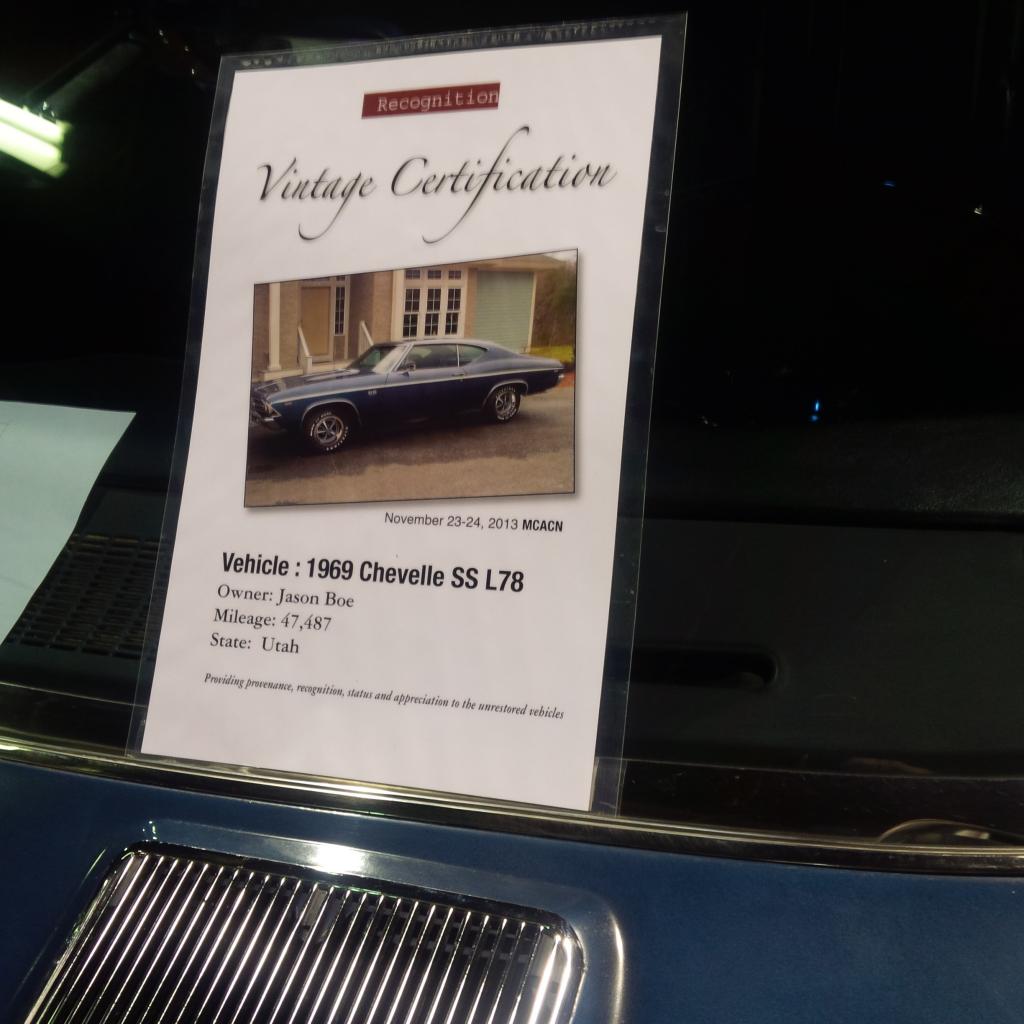 Recognition
Vintage Certification
November 23-24, 2013 MCACN
Vehicle : 1969 Chevelle SS L78
Owner: Jason Boe
Mileage: 47,487
State: Utah
Providing provenance, recognition, status and appreciation to the unrestored vehicles